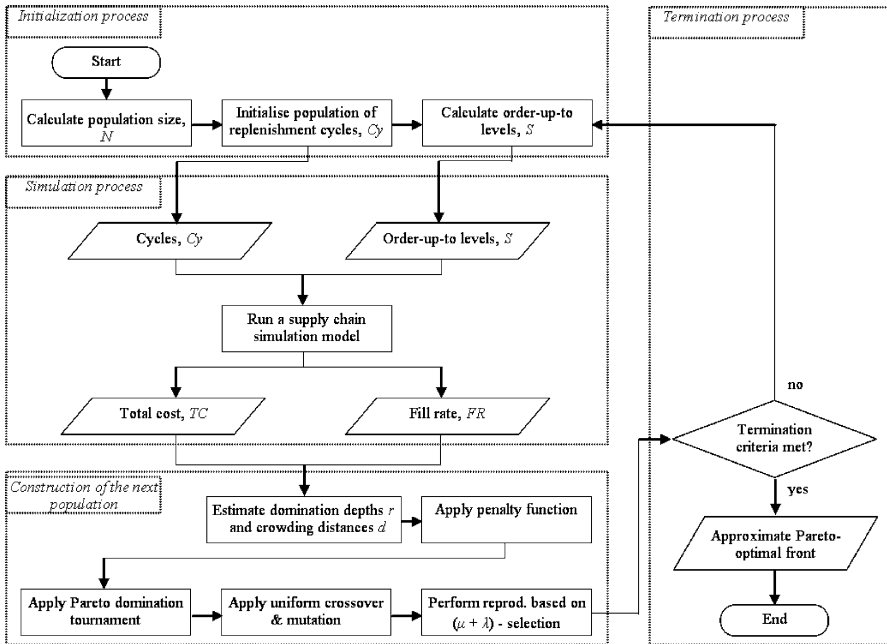 Initialization process
Termination process
Start
Calculate population size,
N
Initialise population of
replenishment cycles, Cy
Calculate order-up-to
levels, S
Simulation process
Cycles, Cy
Order-up-to levels, S
Run a supply chain
simulation model
Total cost, TC
Fill rate, FR
no
Termination
criteria met?
yes
Construction of the next
population
Estimate domination depths r
and crowding distances d
Apply penalty function
Approximate Pareto-
optimal front
Apply Pareto domination
tournament
Apply uniform crossover
& mutation
Perform reprod. based on
(μ + λ) - selection
End